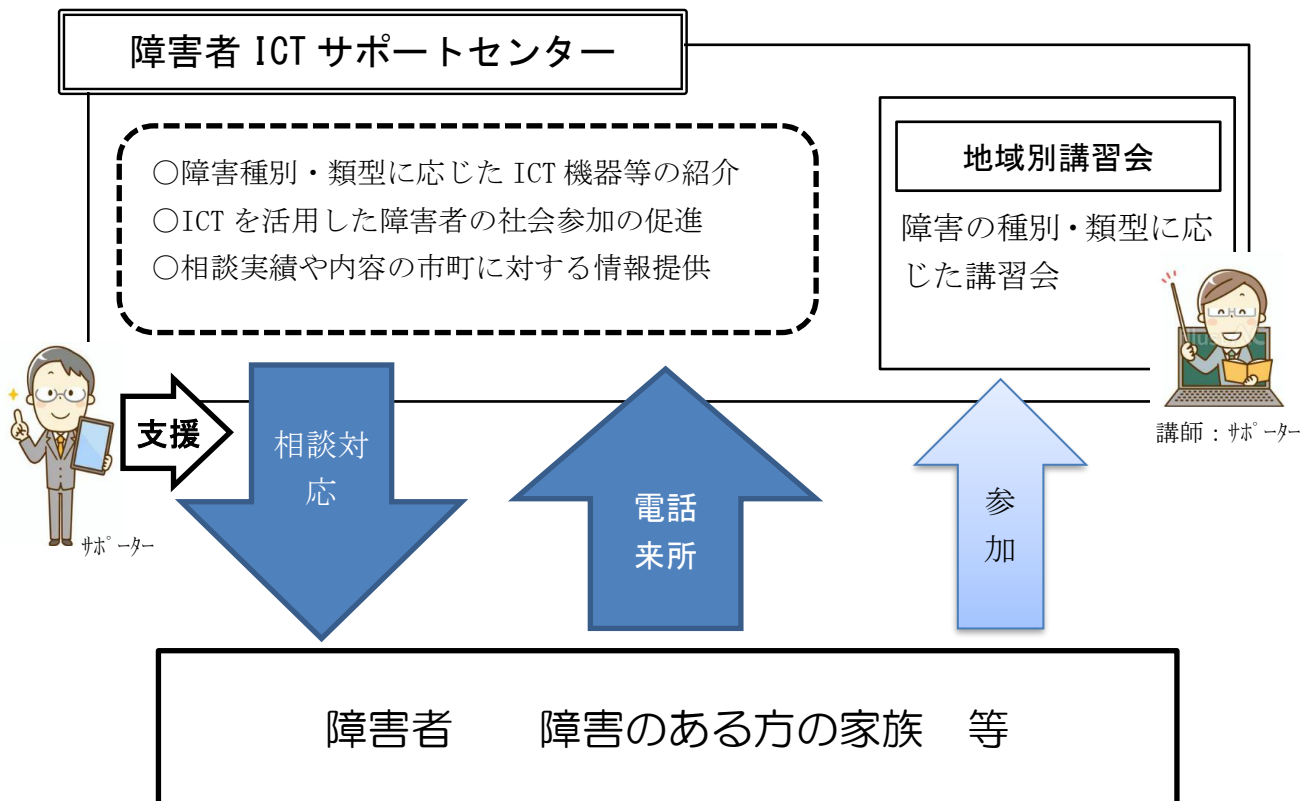 障害者 ICT サポートセンター
○障害種別・類型に応じた ICT 機器等の紹介
○ICT を活用した障害者の社会参加の促進
○相談実績や内容の市町に対する情報提供
地域別講習会
障害の種別・類型に応
じた講習会
講師：ｻﾎﾟｰﾀｰ
支援
ｻﾎﾟｰﾀｰ
相談対
応
電話
来所
参
加
障害者　　障害のある方の家族　等